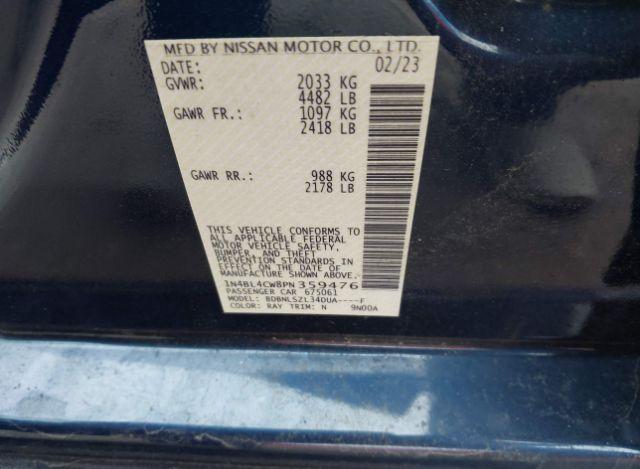 MFD BY NISSAN MOTOR CO., LTD.
DATE: 02/23
GVWR: 2033 KG
4482 LB
GAWR FR.: 1097 KG
2418 LB
GAWR RR.: 988 KG
2178 LB
THIS VEHICLE CONFORMS TO
ALL APPLICABLE FEDERAL
MOTOR VEHICLE SAFETY,
BUMPER, AND THEFT
PREVENTION STANDARDS
IN EFFECT ON THE DATE OF
MANUFACTURE SHOWN ABOVE.
1N4BL4CW8PN359476
PASSENGER CAR 675061
MODEL: BDBNLSZL34DUA----F
COLOR: RAY TRIM: N 9N00A